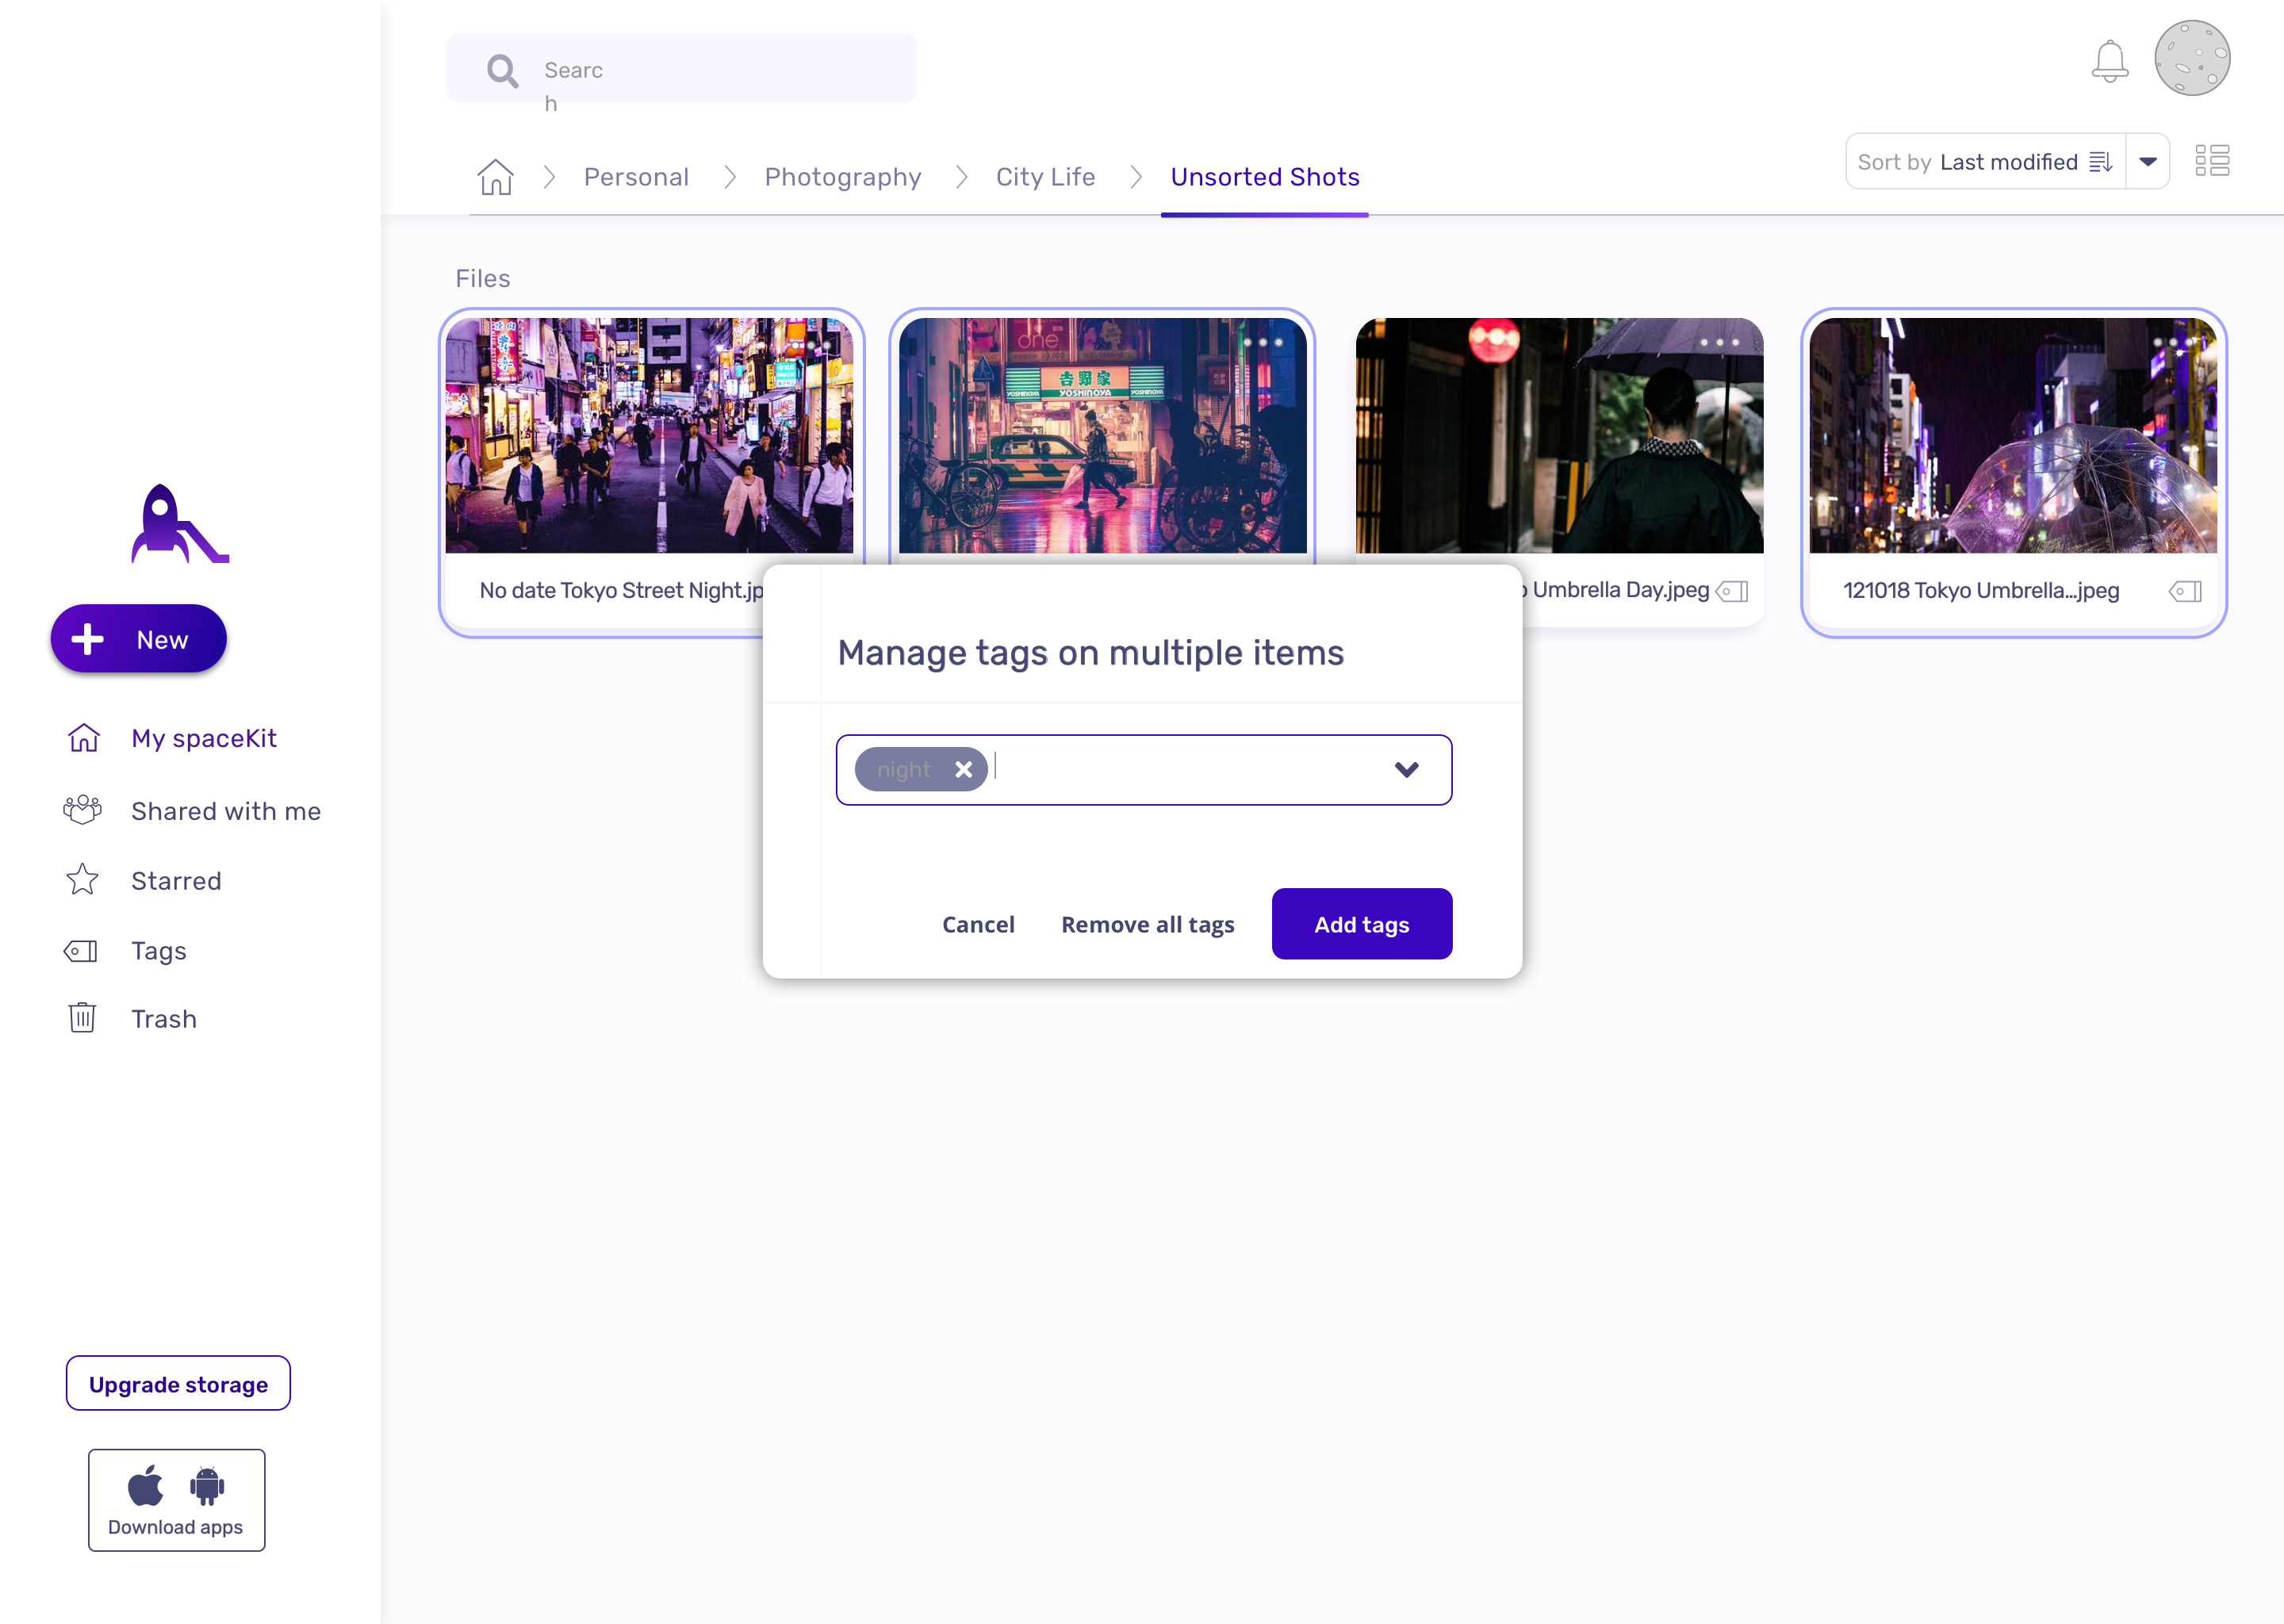 Searc
h
Sort by Last modified
Personal
Photography
City Life
Unsorted Shots
Files
one
吉野家
YOSHINOYA
YOSHINOYA
YOSHINOYA
No date Tokyo Street Night.jp
Umbrella Day.jpeg
121018 Tokyo Umbrella...jpeg
New
My spaceKit
Shared with me
Starred
Tags
Trash
Manage tags on multiple items
night
Cancel
Remove all tags
Add tags
Upgrade storage
Download apps